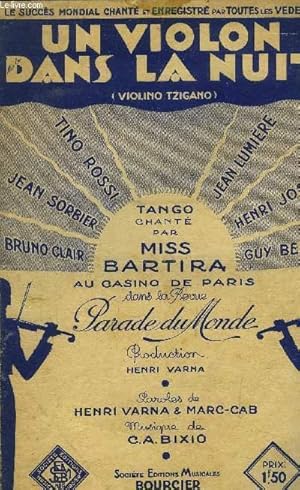 LE SUCCÈS MONDIAL CHANTÉ ET ENREGISTRÉ PAR TOUTES LES VEDE
UN VIOLON
DANS LA NUIT
(VIOLINO TZIGANO)
TINO ROSSI
JEAN LUMIÈRE
JEAN SORBIER
HENRI JO
BRUNO CLAIR
GUY BE
TANGO
CHANTÉ
PAR
MISS
BARTIRA
AU CASINO DE PARIS
dans la Revue
Parade du Monde
Production
HENRI VARNA
Paroles de
HENRI VARNA & MARC-CAB
Musique de
C.A. BIXIO
SOCIÉTÉ EDITIONS MUSICALES
BOURCIER
PRIX:
1F.50